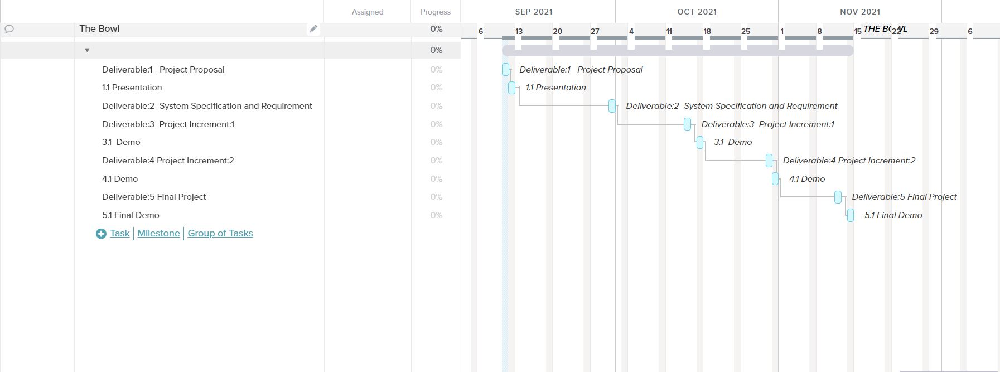 Assigned Progress SEP 2021 OCT 2021 NOV 2021
The Bowl 0% 6 13 20 27 4 11 18 25 1 8 15 THE BOWL 22 29 6
0%
Deliverable:1 Project Proposal 0% Deliverable:1 Project Proposal
1.1 Presentation 0% 1.1 Presentation
Deliverable:2 System Specification and Requirement 0% Deliverable:2 System Specification and Requirement
Deliverable:3 Project Increment:1 0% Deliverable:3 Project Increment:1
3.1 Demo 0% 3.1 Demo
Deliverable:4 Project Increment:2 0% Deliverable:4 Project Increment:2
4.1 Demo 0% 4.1 Demo
Deliverable:5 Final Project 0% Deliverable:5 Final Project
5.1 Final Demo 0% 5.1 Final Demo
Task Milestone Group of Tasks